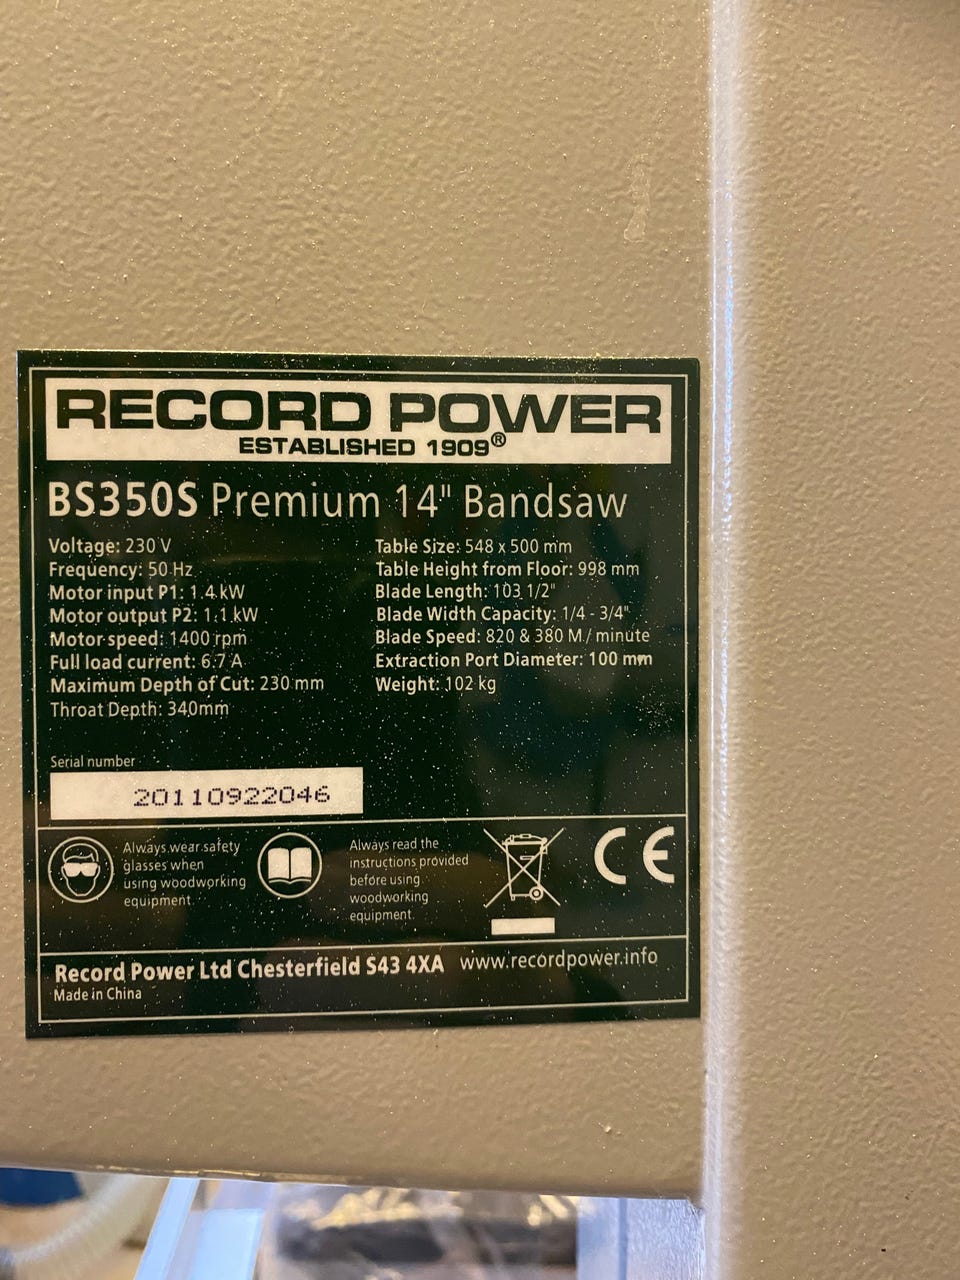 RECORD POWER
ESTABLISHED 1909®
BS350S Premium 14" Bandsaw
Voltage: 230 V
Frequency: 50 Hz
Motor input P1: 1.4 kW
Motor output P2: 1.1 kW
Motor speed: 1400 rpm
Full load current: 6.7 A
Maximum Depth of Cut: 230 mm
Throat Depth: 340mm
Table Size: 548 x 500 mm
Table Height from Floor: 998 mm
Blade Length: 103 1/2"
Blade Width Capacity: 1/4 - 3/4"
Blade Speed: 820 & 380 M / minute
Extraction Port Diameter: 100 mm
Weight: 102 kg
Serial number
20110922046
Always wear safety
glasses when
using woodworking
equipment.
Always read the
instructions provided
before using
woodworking
equipment.
CE
Record Power Ltd Chesterfield S43 4XA www.recordpower.info
Made in China